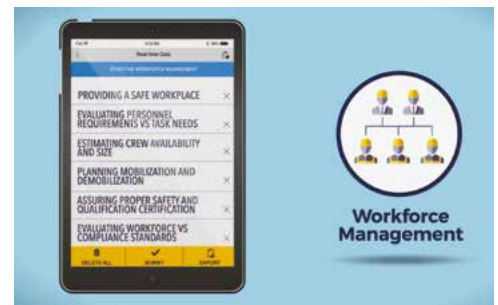 Real-time Data
EFFECTIVE WORKFORCE MANAGEMENT
PROVIDING A SAFE WORKPLACE
EVALUATING PERSONNEL
REQUIREMENTS VS TASK NEEDS
ESTIMATING CREW AVAILABILITY
AND SIZE
PLANNING MOBILIZATION AND
DEMOBILIZATION
ASSURING PROPER SAFETY AND
QUALIFICATION CERTIFICATION
EVALUATING WORKFORCE VS
COMPLIANCE STANDARDS
DELETE ALL
SUBMIT
EXPORT
Workforce
Management